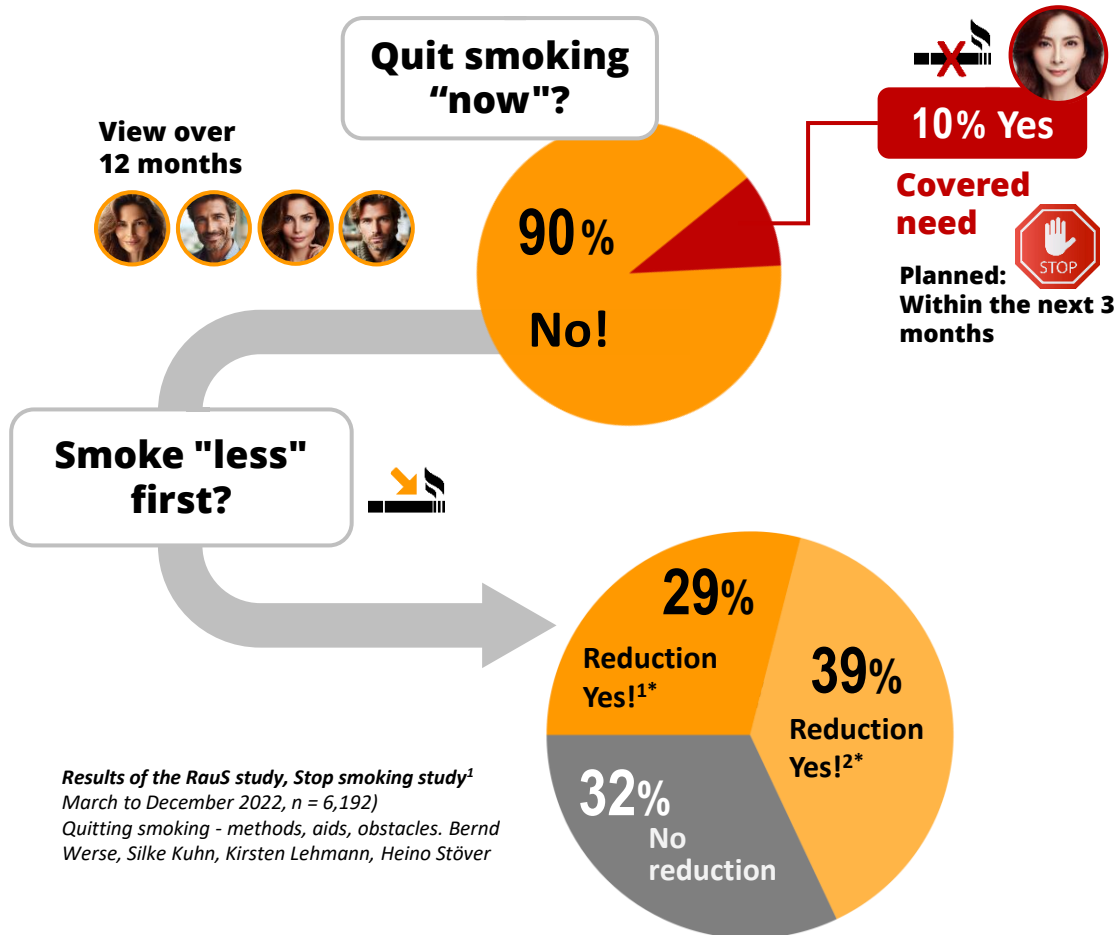 Quit smoking
“now"?
10% Yes
View over
12 months
Covered
need
STOP
Planned:
Within the next 3
months
90%
No!
Smoke "less"
first?
29%
Reduction
Yes!1*
39%
Reduction
Yes!2*
32%
No
reduction
Results of the RauS study, Stop smoking study1
March to December 2022, n = 6,192)
Quitting smoking - methods, aids, obstacles. Bernd
Werse, Silke Kuhn, Kirsten Lehmann, Heino Stöver